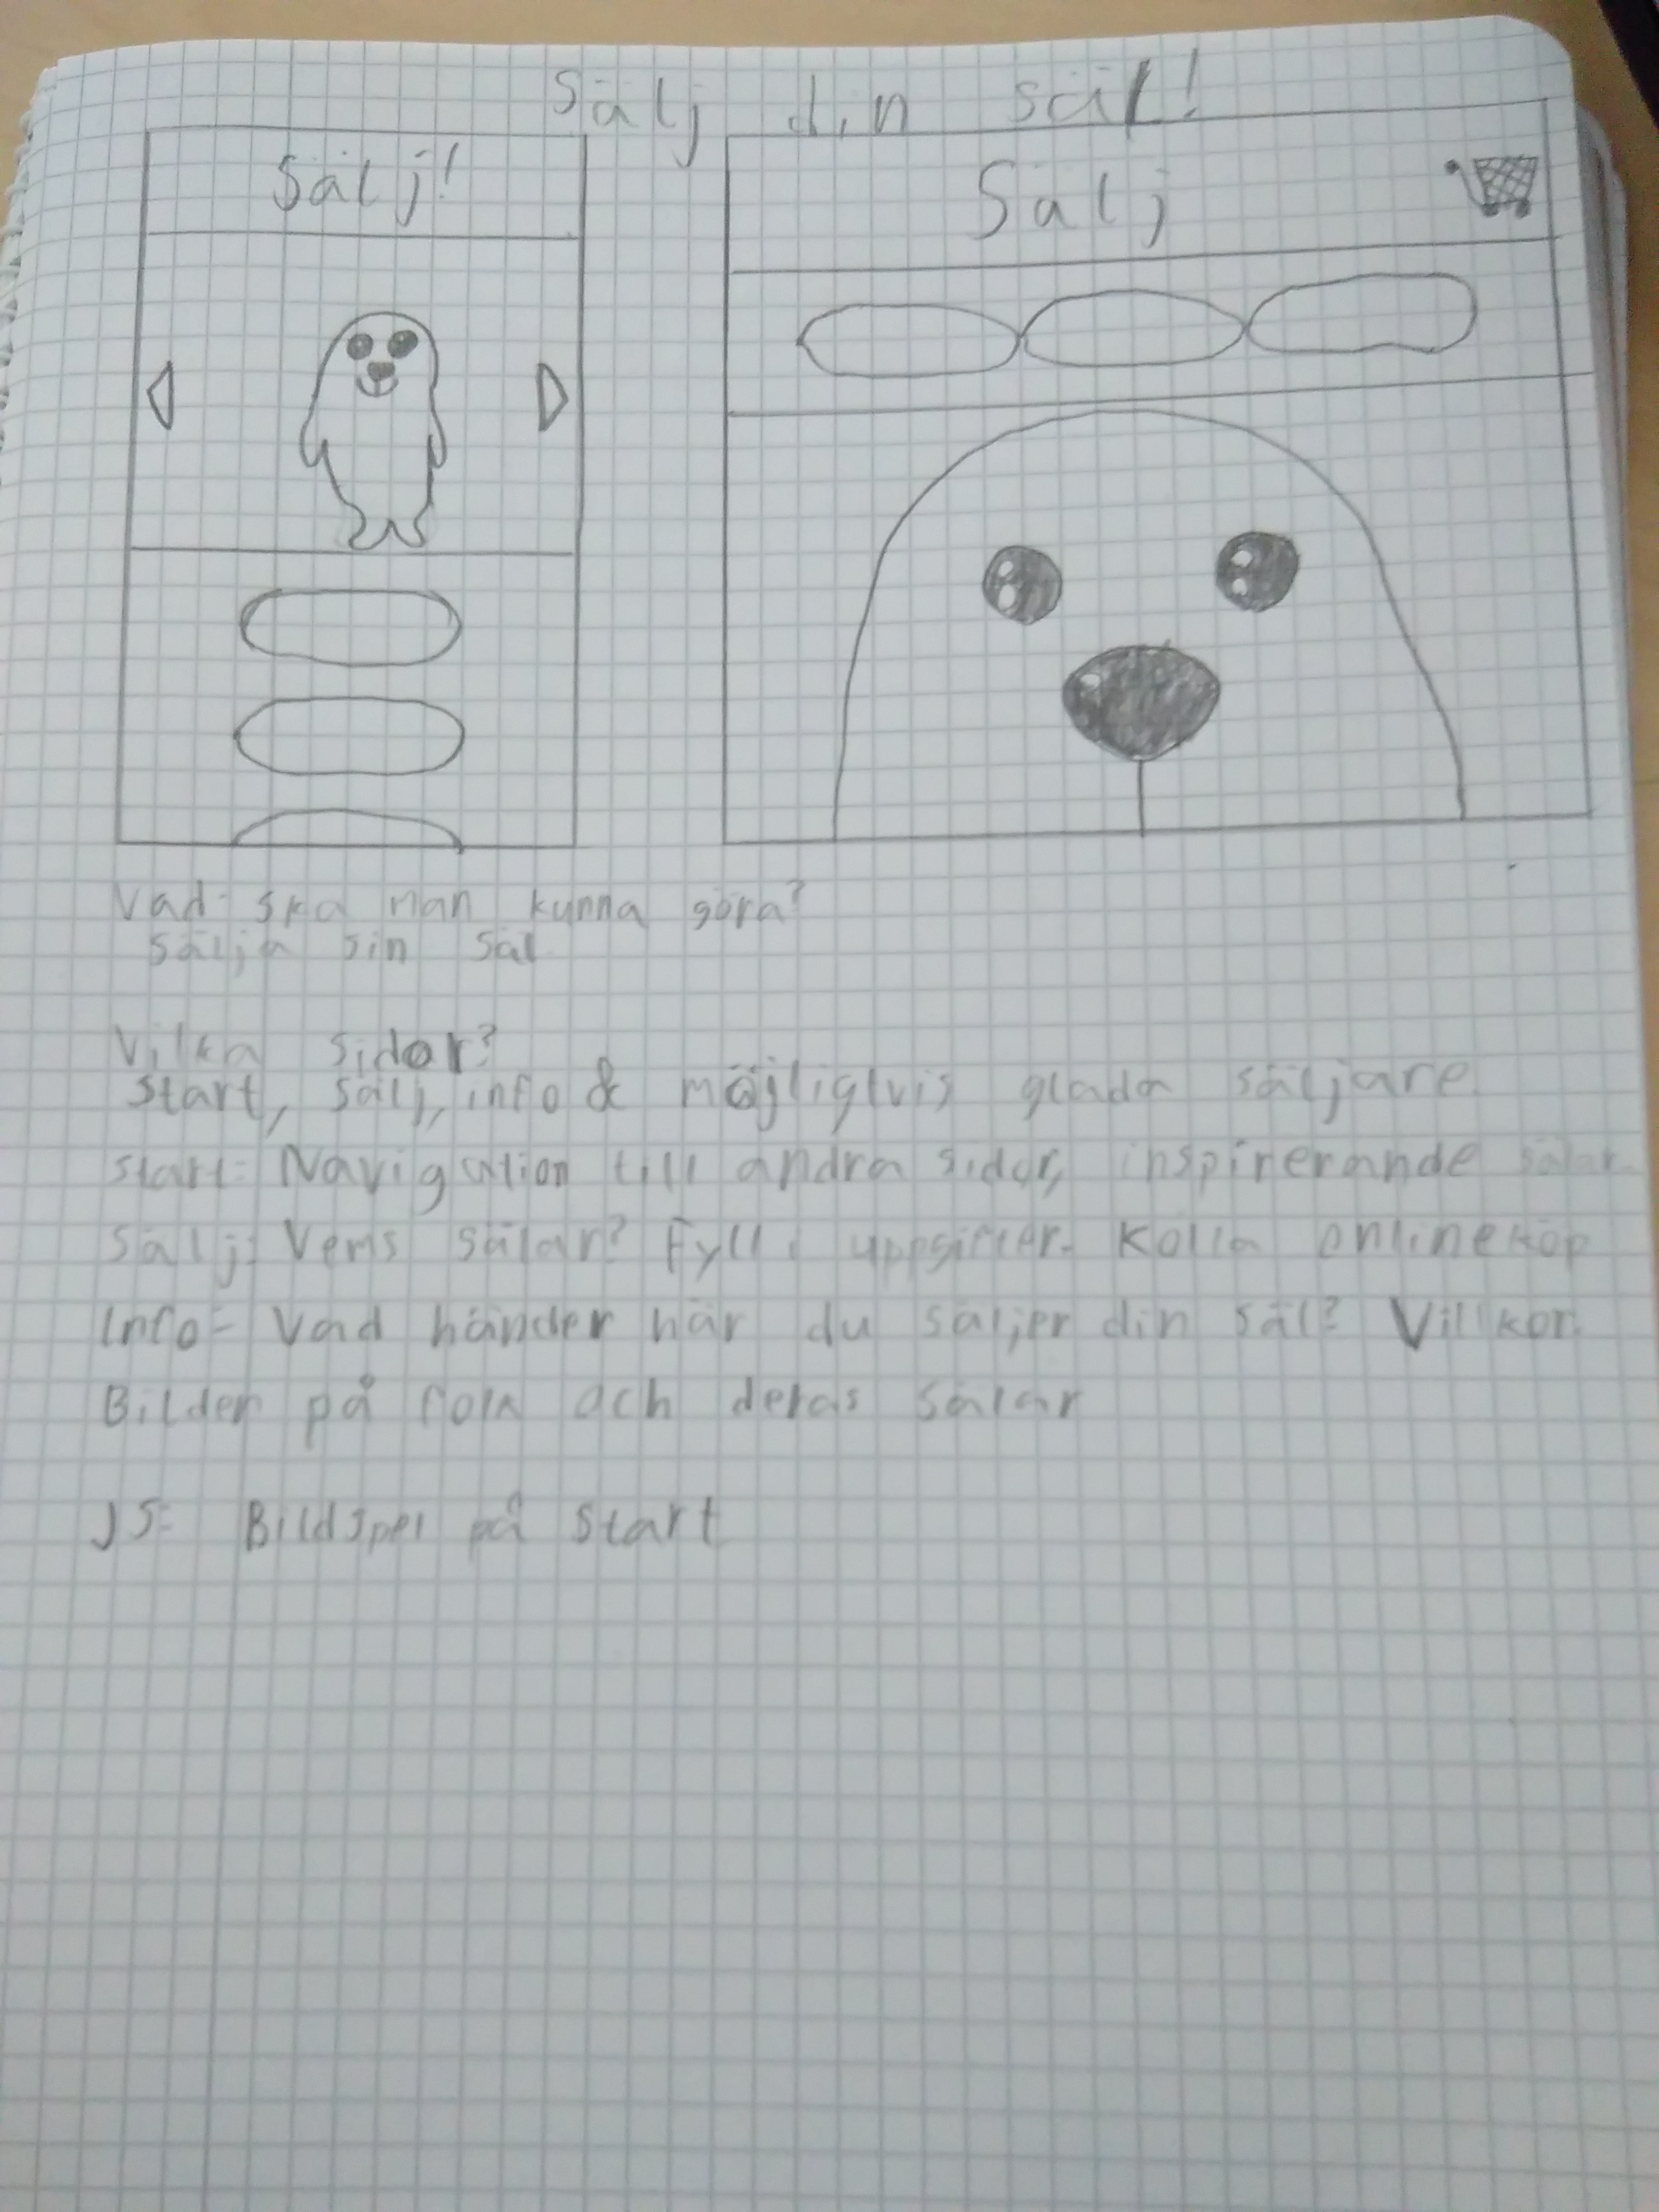 Sälj din säl!
Sälj!
Sälj
Vad ska man kunna göra?
Sälja sin säl
Vilka sidor?
Start, Sälj, info & möjligtvis glada säljare.
Start: Navigation till andra sidor, inspirerande sälar
Sälj: Vems sälar? Fyll i uppgifter. Kolla onlineköp
Info- Vad händer när du säljer din säl? Villkor.
Bilder på folk och deras sälar
JS: Bildspel på start